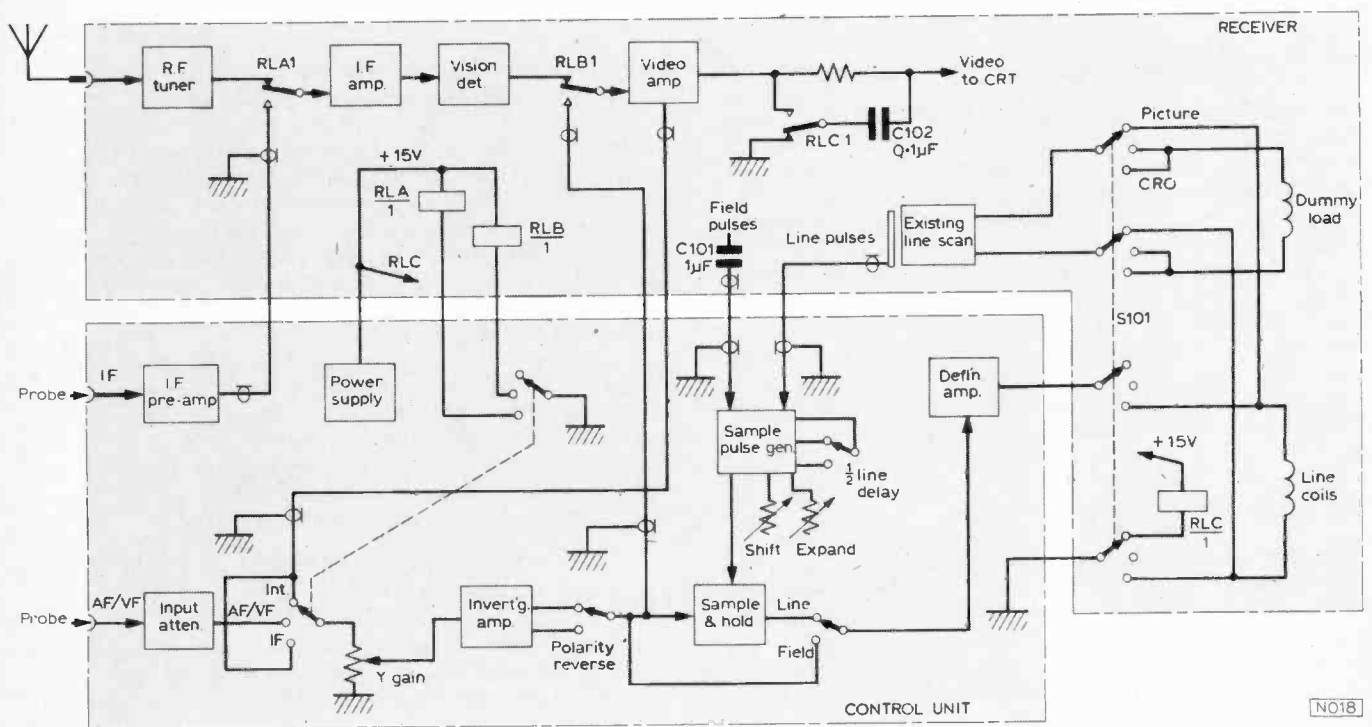 RECEIVER
R.F
tuner
RLA1
I.F
amp.
Vision
det.
RLB1
Video
amp
Video
to CRT
RLC 1
C102
0·1µF
Picture
CRO
Dummy
load
+ 15V
RLA
1
RLB
1
RLC
Field
pulses
C101
1µF
Line pulses
Existing
line scan
S101
Probe
IF
I.F.
pre-amp
Power
supply
Sample
pulse gen.
½ line
delay
Shift
Expand
Defl'n.
amp.
+ 15V
RLC
1
Line
coils
Probe
AF/VF
Input
atten.
AF/VF
Int.
IF
Y gain
Invert'g.
amp.
Polarity
reverse
Sample
& hold
Line
Field
CONTROL UNIT
NO18